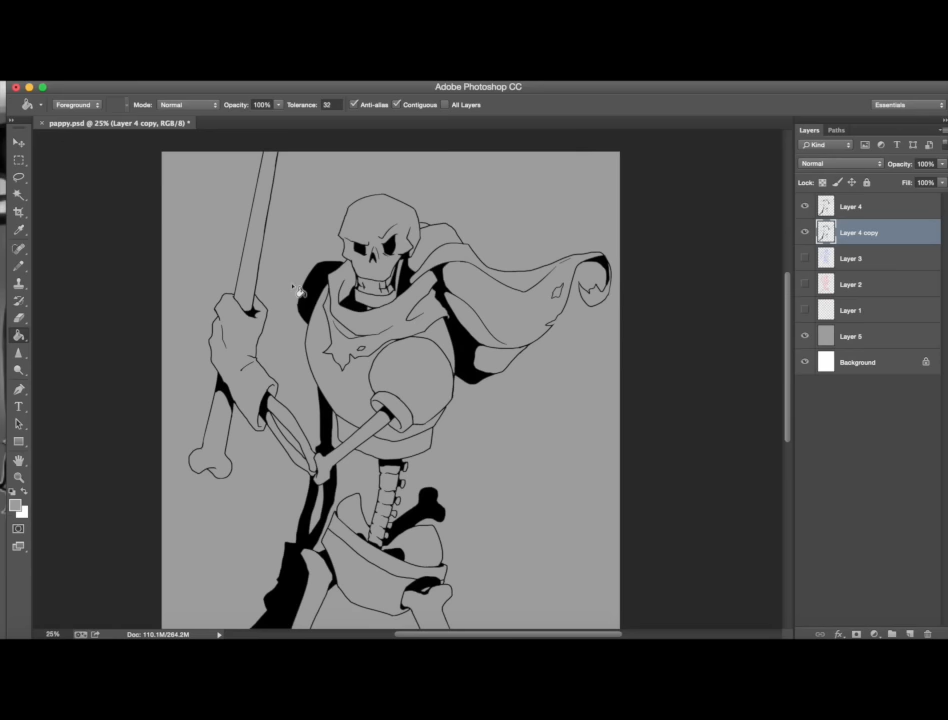 Adobe Photoshop CC
Foreground Mode: Normal Opacity: 100% Tolerance: 32 Anti-alias Contiguous All Layers Essentials
× pappy.psd @ 25% (Layer 4 copy, RGB/8) *
Layers Paths
Kind
Normal Opacity: 100%
Lock: Fill: 100%
Layer 4
Layer 4 copy
Layer 3
Layer 2
Layer 1
Layer 5
Background
25% Doc: 110.1M/264.2M